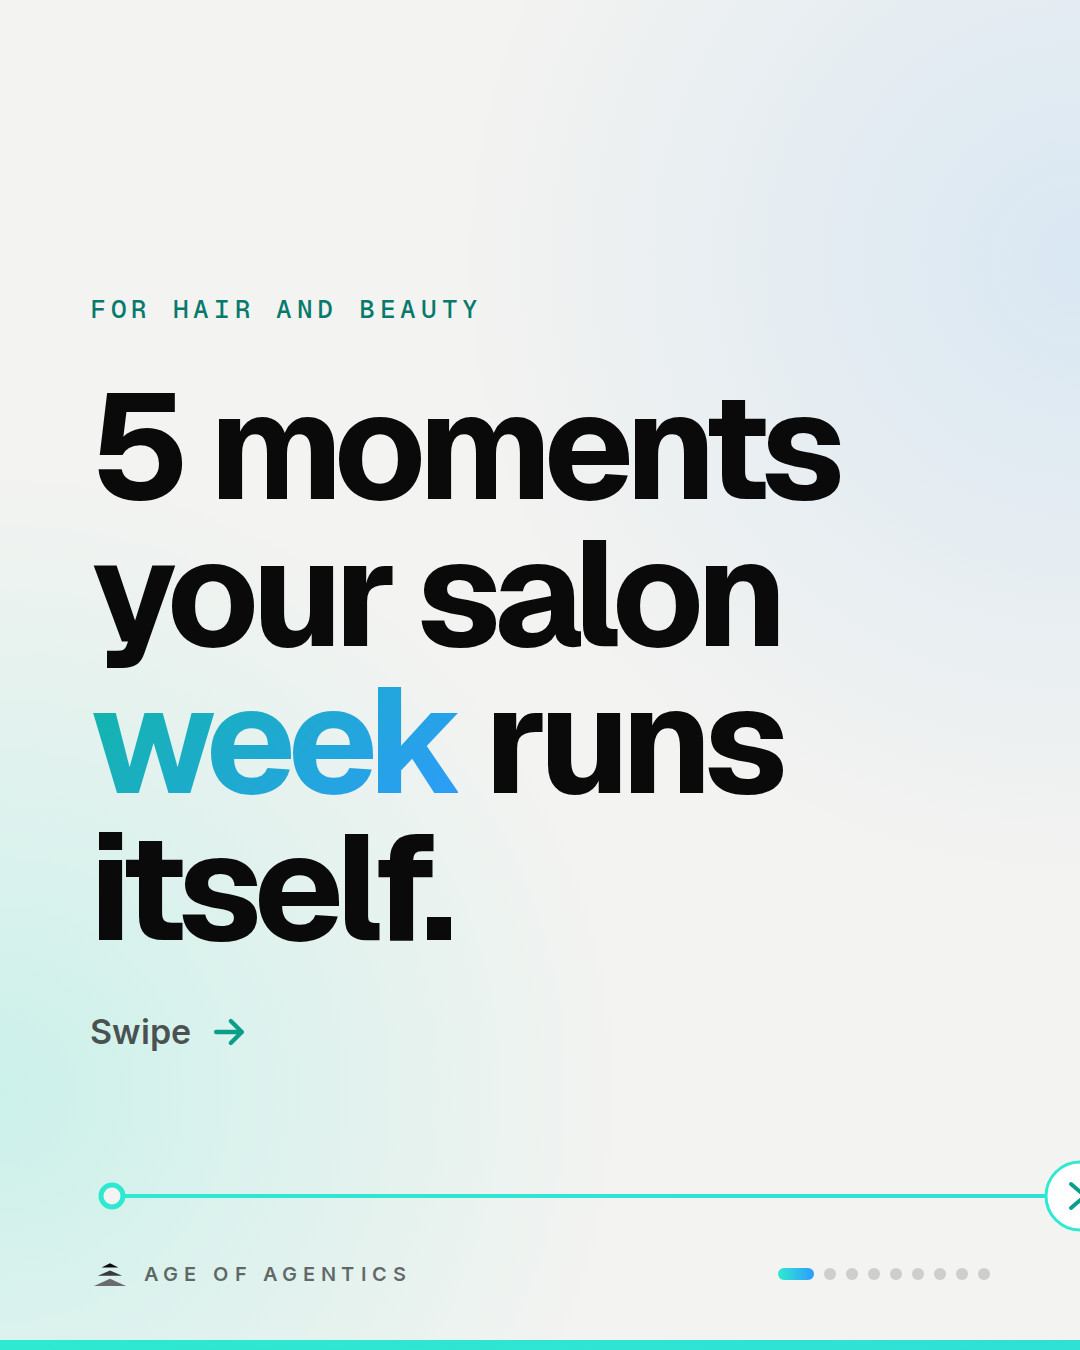 FOR HAIR AND BEAUTY
5 moments
your salon
week runs
itself.
Swipe →
AGE OF AGENTICS